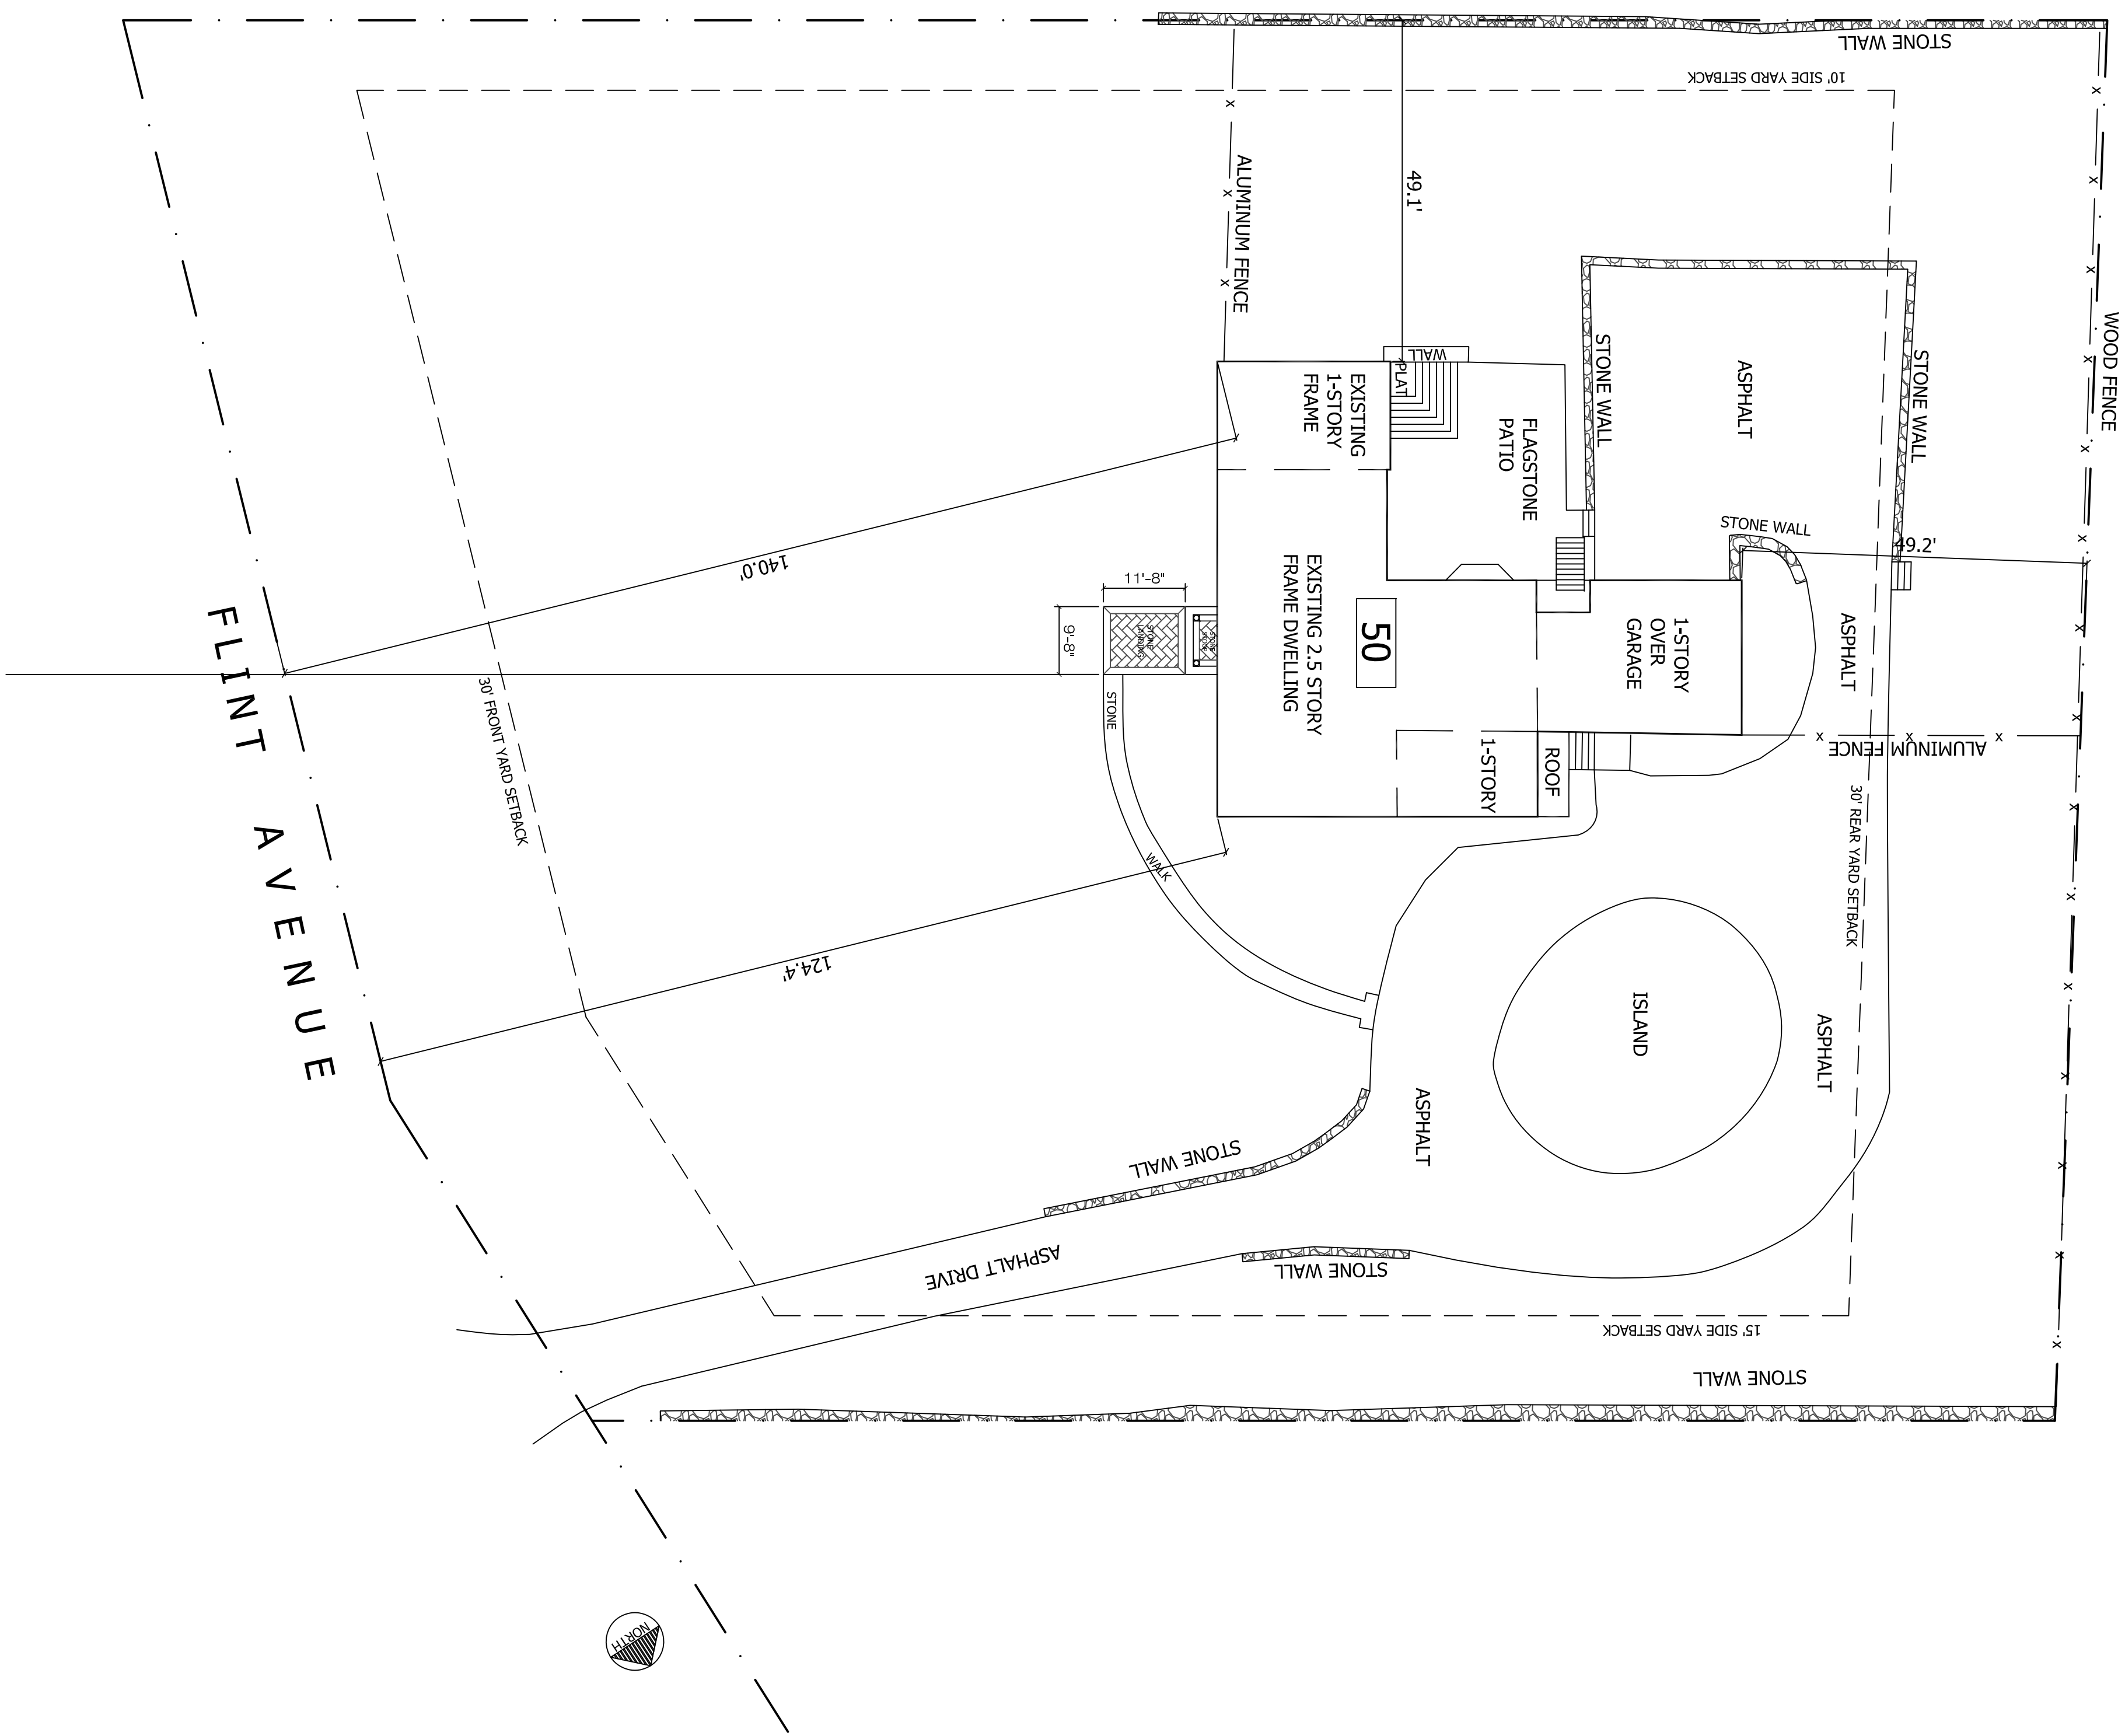 STONE WALL
10' SIDE YARD SETBACK
ALUMINUM FENCE
49.1'
WOOD FENCE
STONE WALL
STONE WALL
ASPHALT
WALL
PLAT
EXISTING
1-STORY
FRAME
FLAGSTONE
PATIO
STONE WALL
49.2'
140.0'
11'-8"
9'-8"
STONE
LANDING
EXISTING 2.5 STORY
FRAME DWELLING
50
1-STORY
OVER
GARAGE
ASPHALT
FLINT AVENUE
30' FRONT YARD SETBACK
STONE
WALK
1-STORY
ROOF
ALUMINUM FENCE
30' REAR YARD SETBACK
124.4'
ISLAND
ASPHALT
ASPHALT
STONE WALL
ASPHALT DRIVE
STONE WALL
15' SIDE YARD SETBACK
STONE WALL
NORTH